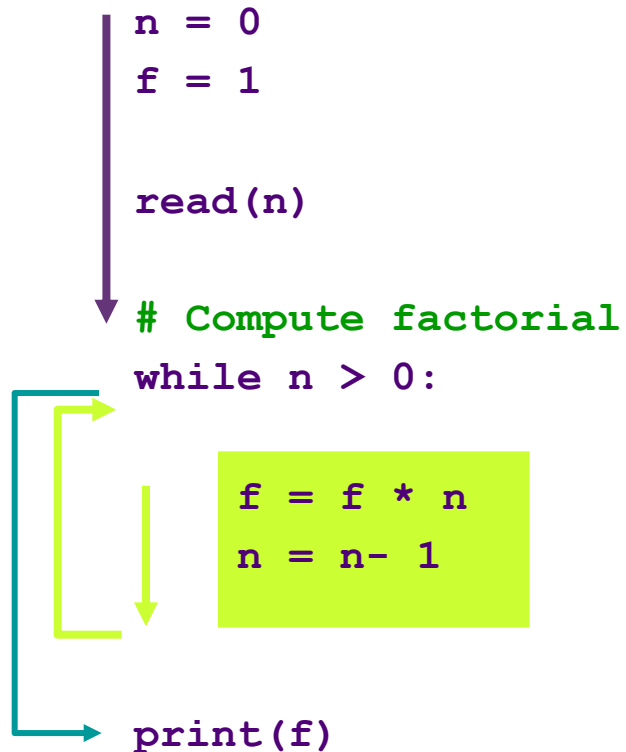 n = 0
f = 1
read(n)
# Compute factorial
while n > 0:
f = f * n
n = n- 1
print(f)